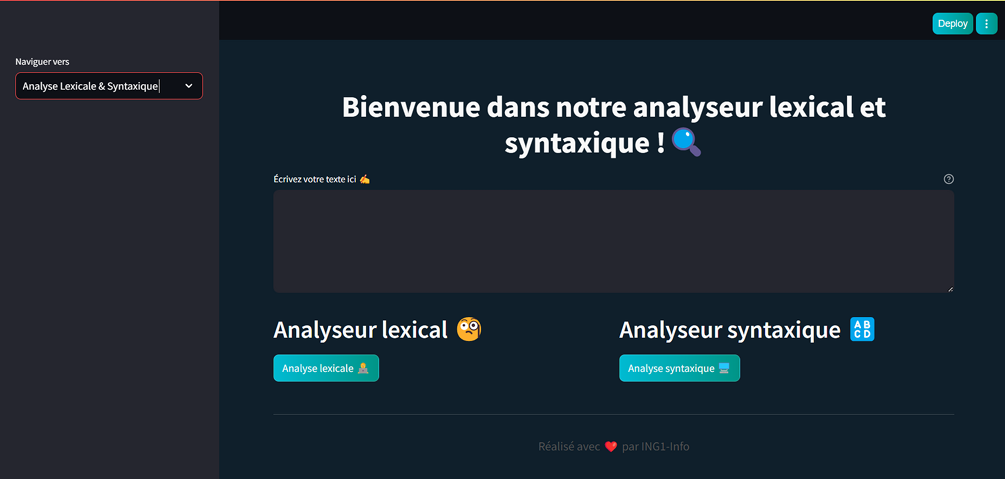 Deploy
Naviguer vers
Analyse Lexicale & Syntaxique
Bienvenue dans notre analyseur lexical et
syntaxique ! 🔍
Écrivez votre texte ici ✍️
Analyseur lexical 🧐
Analyseur syntaxique 🔠
Analyse lexicale
Analyse syntaxique
Réalisé avec ❤️ par ING1-Info